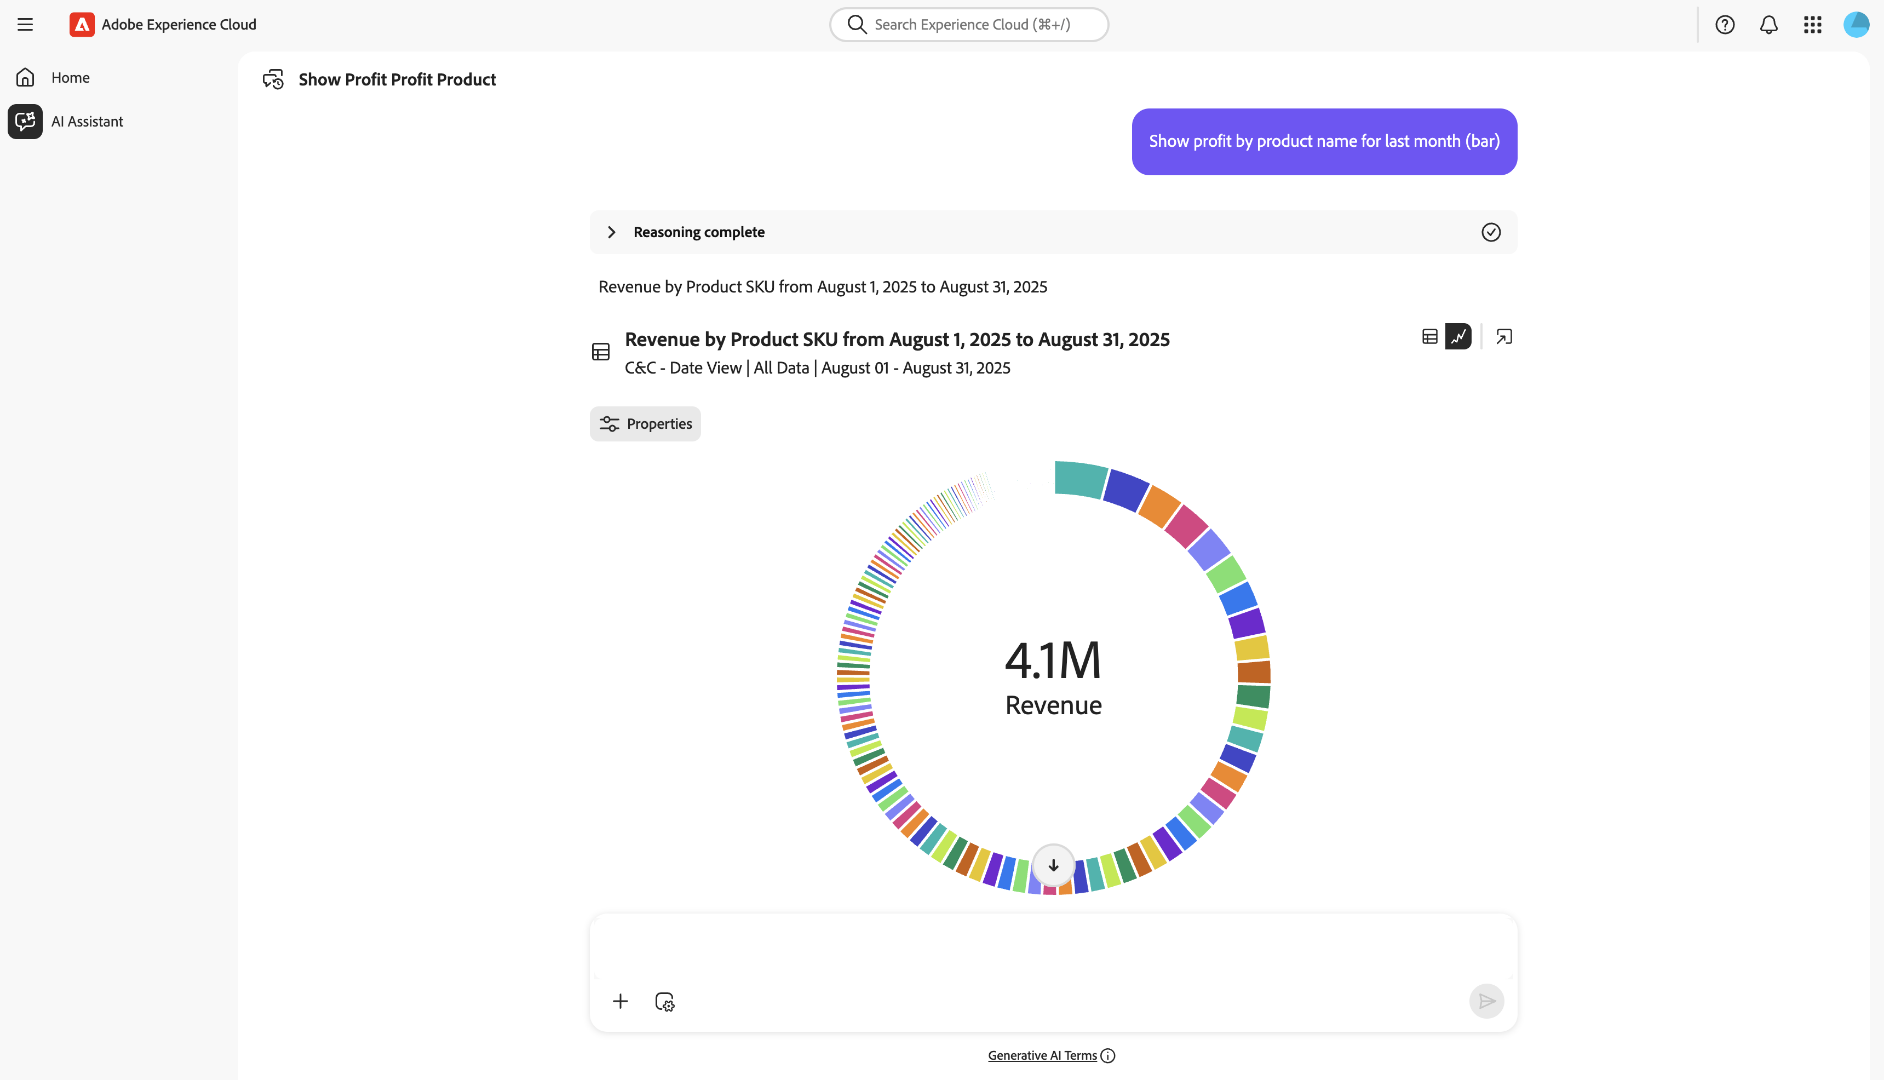 Adobe Experience Cloud
Search Experience Cloud (⌘+/)
Home
AI Assistant
Show Profit Profit Product
Show profit by product name for last month (bar)
Reasoning complete
Revenue by Product SKU from August 1, 2025 to August 31, 2025
Revenue by Product SKU from August 1, 2025 to August 31, 2025
C&C - Date View | All Data | August 01 - August 31, 2025
Properties
4.1M
Revenue
Generative AI Terms